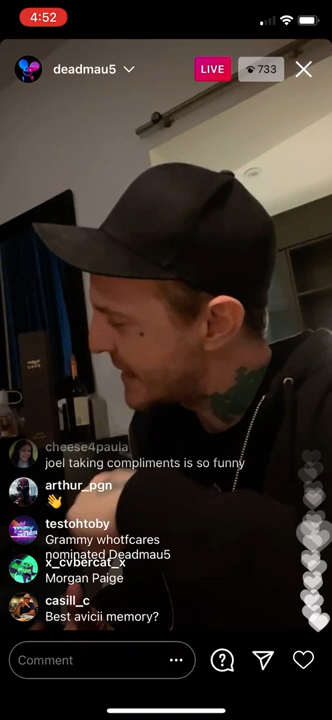 4:52
deadmau5
LIVE
733
cheese4paula
joel taking compliments is so funny
arthur_pgn
👋
testohtoby
Grammy whotfcares
nominated Deadmau5
x_cvbercat_x
Morgan Paige
casill_c
Best avicii memory?
Comment